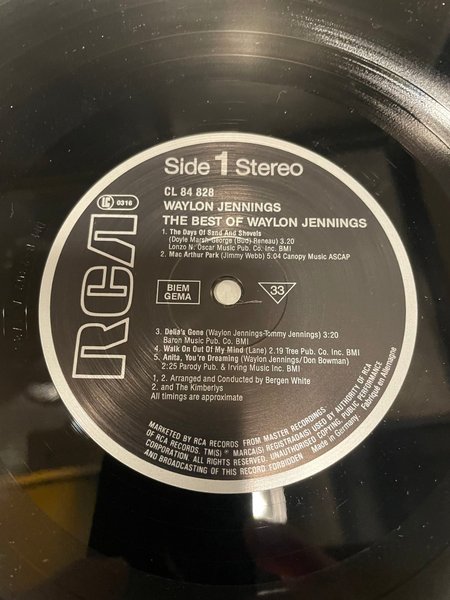 Side 1 Stereo
CL 84 828
LC 0316
WAYLON JENNINGS
THE BEST OF WAYLON JENNINGS
1. The Days Of Sand And Shovels
(Doyle Marsh-George (Bud) Reneau) 3.20
Lonzo N. Oscar Music Pub. Co. Inc. BMI
2. Mac Arthur Park (Jimmy Webb) 5.04 Canopy Music ASCAP
RCA
BIEM
GEMA
33
3. Delia's Gone (Waylon Jennings-Tommy Jennings) 3:20
Baron Music Pub. Co. BMI
4. Walk On Out Of My Mind (Lane) 2.19 Tree Pub. Co. Inc. BMI
5. Anita, You're Dreaming (Waylon Jennings/Don Bowman)
2:25 Parody Pub. & Irving Music Inc. BMI
1., 2. Arranged and Conducted by Bergen White
2. and The Kimberlys
All timings are approximate
MARKETED BY RCA RECORDS FROM MASTER RECORDINGS
OF RCA RECORDS. TM(S) ® MARCA(S) REGISTRADA(S) USED BY AUTHORITY OF RCA
CORPORATION. ALL RIGHTS RESERVED. UNAUTHORISED COPYING, PUBLIC PERFORMANCE
AND BROADCASTING OF THIS RECORD FORBIDDEN
Made in Germany
Fabriqué en Allemagne